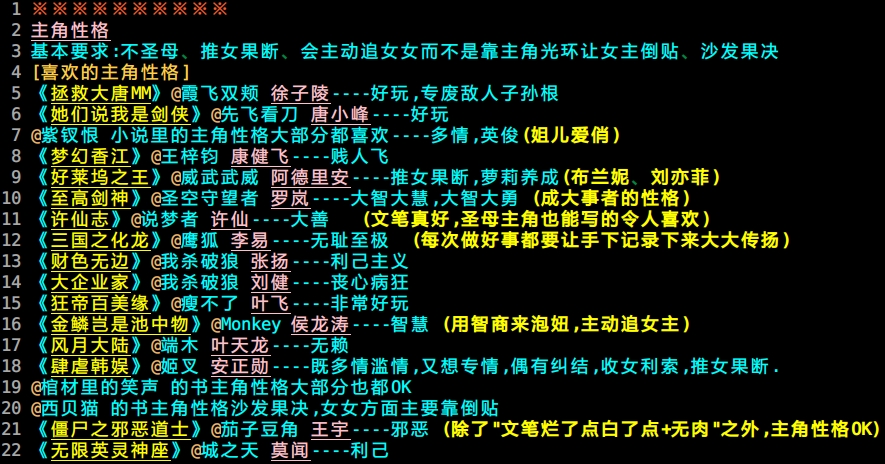 1 ※※※※※※※※※※
2 主角性格
3 基本要求:不圣母、推女果断、会主动追女女而不是靠主角光环让女主倒贴、沙发果决
4 [喜欢的主角性格]
5 《拯救大唐MM》@霞飞双颊 徐子陵----好玩,专废敌人子孙根
6 《她们说我是剑侠》@先飞看刀 唐小峰----好玩
7 @紫钗恨 小说里的主角性格大部分都喜欢----多情,英俊(姐儿爱俏)
8 《梦幻香江》@王梓钧 康健飞----贱人飞
9 《好莱坞之王》@威武武威 阿德里安----推女果断,萝莉养成(布兰妮、刘亦菲)
10 《至高剑神》@圣空守望者 罗岚----大智大慧,大智大勇 (成大事者的性格)
11 《许仙志》@说梦者 许仙----大善 (文笔真好,圣母主角也能写的令人喜欢)
12 《三国之化龙》@鹰狐 李易----无耻至极 (每次做好事都要让手下记录下来大大传扬)
13 《财色无边》@我杀破狼 张扬----利己主义
14 《大企业家》@我杀破狼 刘健----丧心病狂
15 《狂帝百美缘》@瘦不了 叶飞----非常好玩
16 《金鳞岂是池中物》@Monkey 侯龙涛----智慧 (用智商来泡妞,主动追女主)
17 《风月大陆》@端木 叶天龙----无赖
18 《肆虐韩娱》@姬叉 安正勋----既多情滥情,又想专情,偶有纠结,收女利索,推女果断.
19 @棺材里的笑声 的书主角性格大部分也都OK
20 @西贝猫 的书主角性格沙发果决,女女方面主要靠倒贴
21 《僵尸之邪恶道士》@茄子豆角 王宇----邪恶 (除了"文笔烂了点白了点+无肉"之外,主角性格OK)
22 《无限英灵神座》@城之天 莫闻----利己